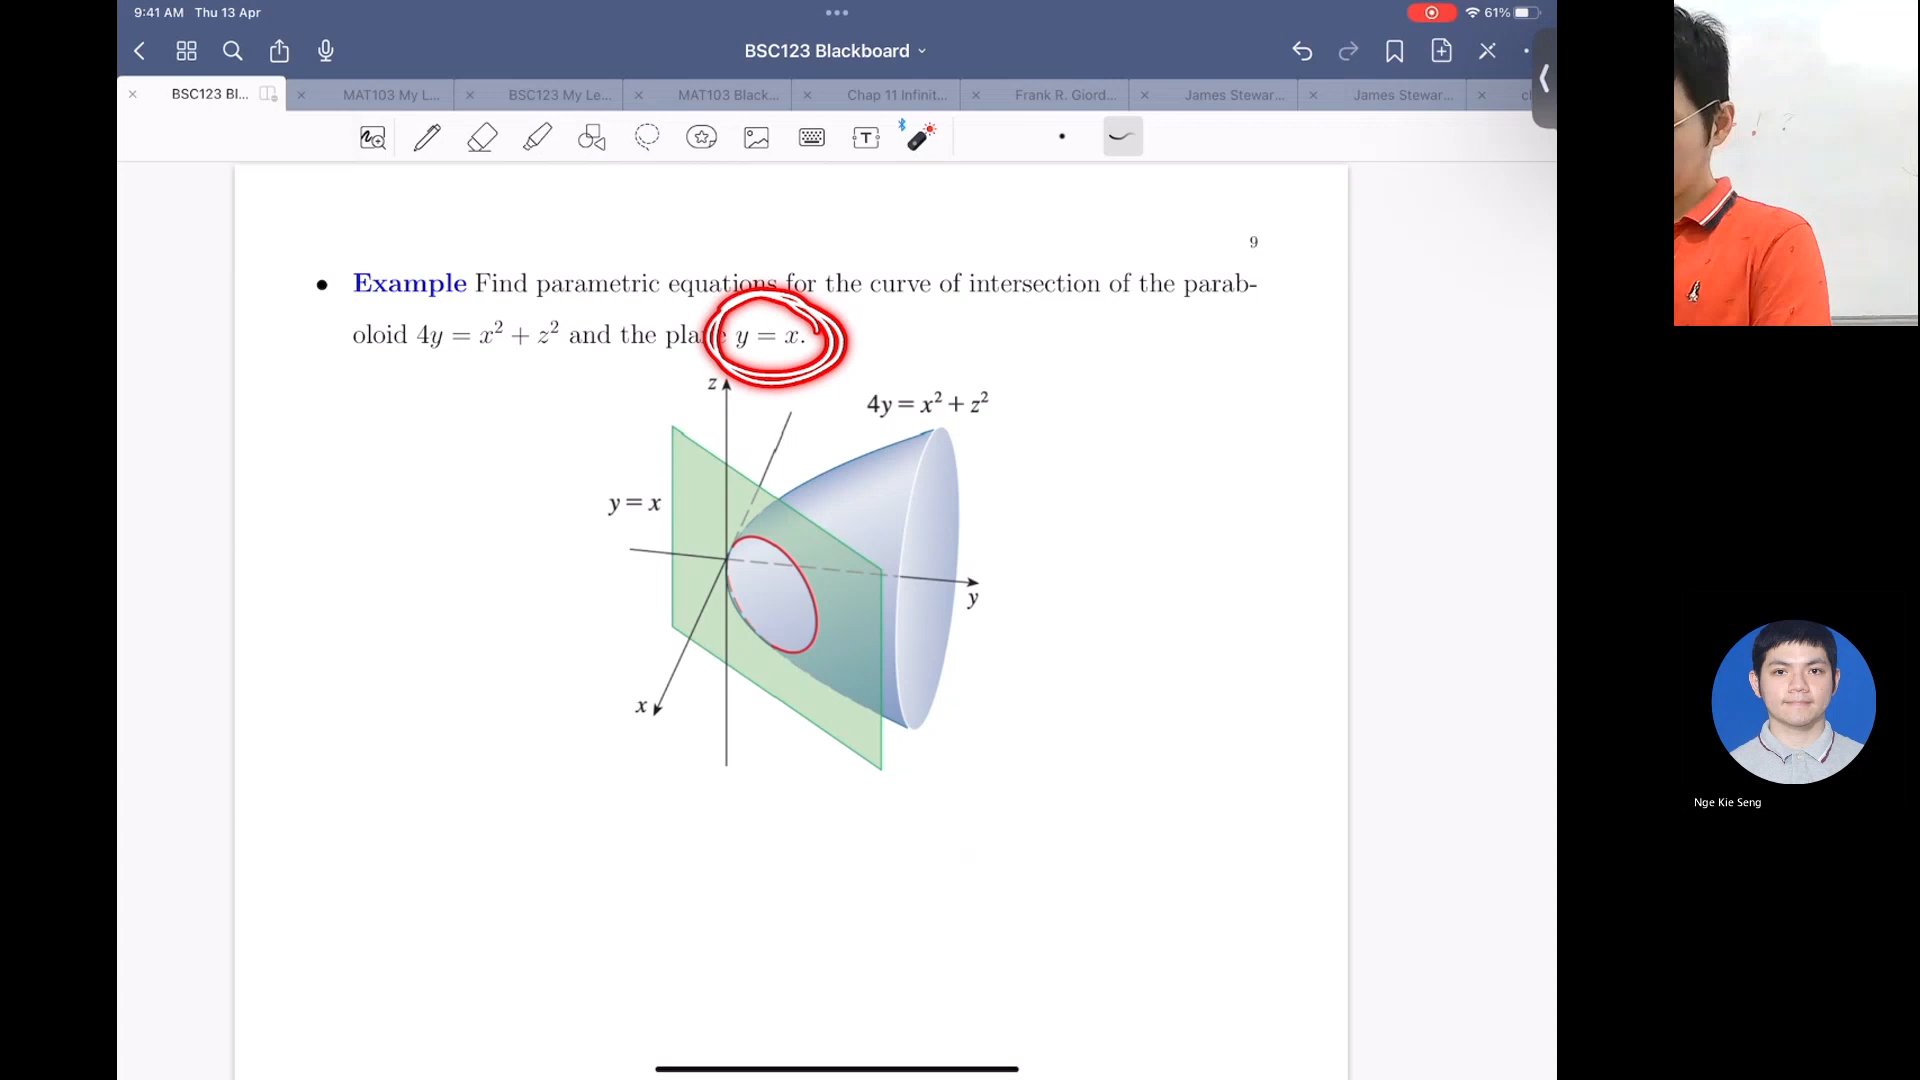 9:41 AM Thu 13 Apr
61%
BSC123 Blackboard
BSC123 Bl...
MAT103 My L...
BSC123 My Le...
MAT103 Black...
Chap 11 Infinit...
Frank R. Giord...
James Stewar...
James Stewar...
T
9
• Example Find parametric equations for the curve of intersection of the parab-
oloid 4y = x² + z² and the plane y = x.
z
4y = x² + z²
y = x
y
x
Nge Kie Seng